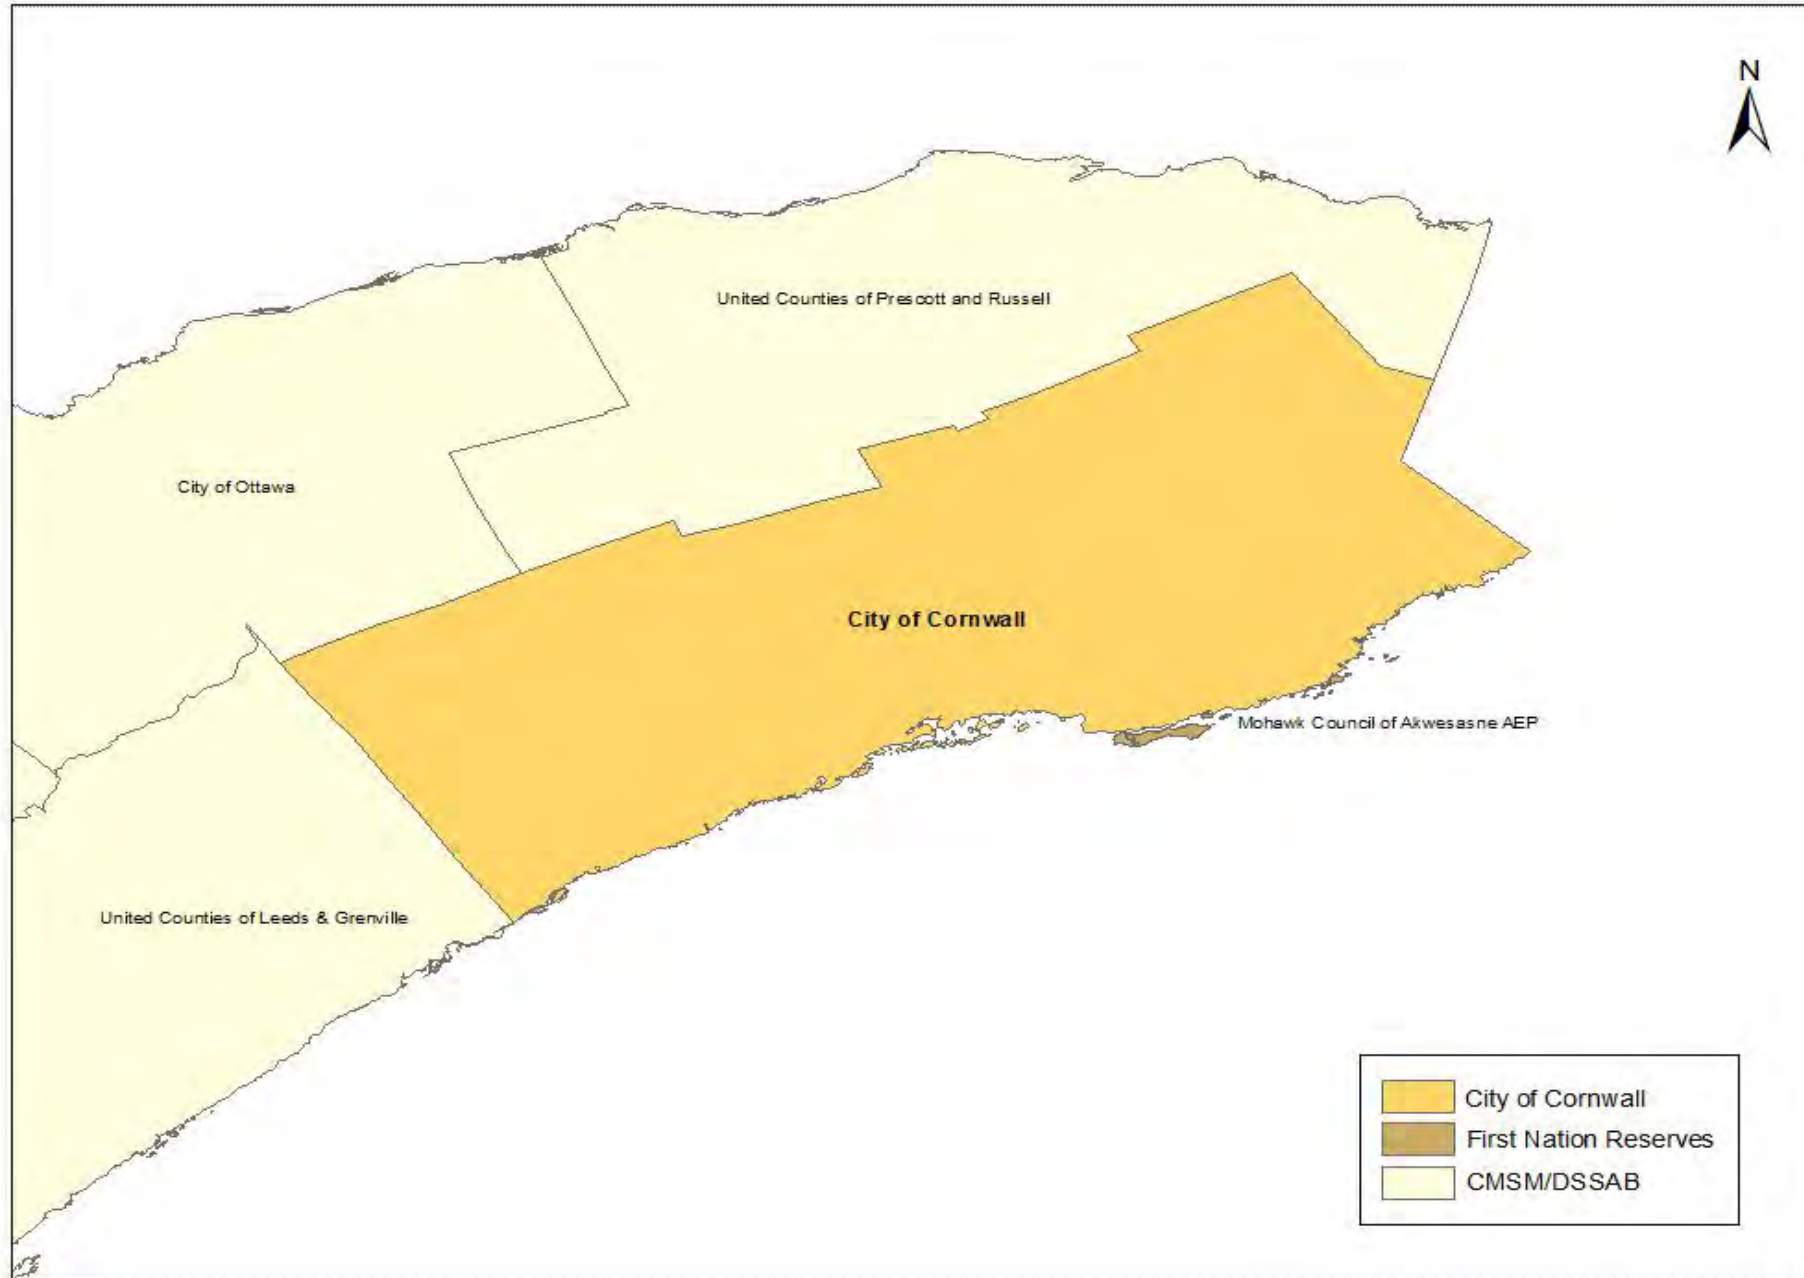 N
United Counties of Prescott and Russell
City of Ottawa
City of Cornwall
Mohawk Council of Akwesasne AEP
United Counties of Leeds & Grenville
City of Cornwall
First Nation Reserves
CMSM/DSSAB